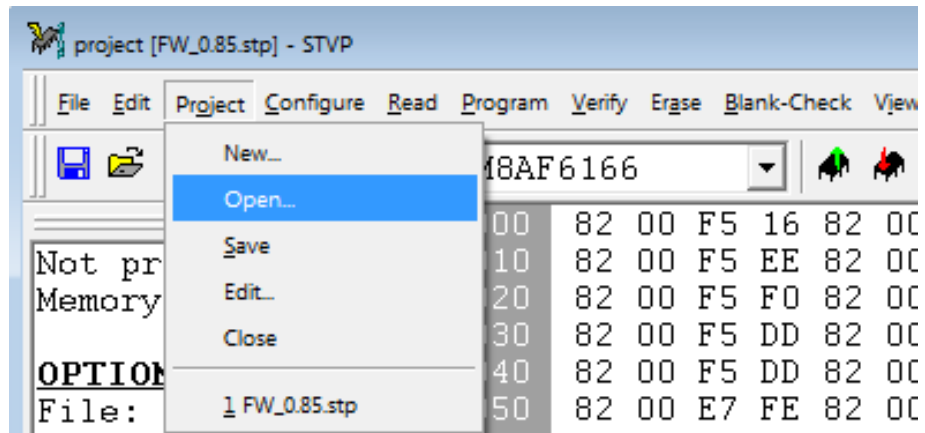 project [FW_0.85.stp] - STVP
File Edit Project Configure Read Program Verify Erase Blank-Check View
New...
M8AF6166
Open...
00 82 00 F5 16 82 00
Save
Not pr 10 82 00 F5 EE 82 00
Edit...
Memory 20 82 00 F5 F0 82 00
Close
30 82 00 F5 DD 82 00
OPTION 40 82 00 F5 DD 82 00
File: 1 FW_0.85.stp 50 82 00 E7 FE 82 00